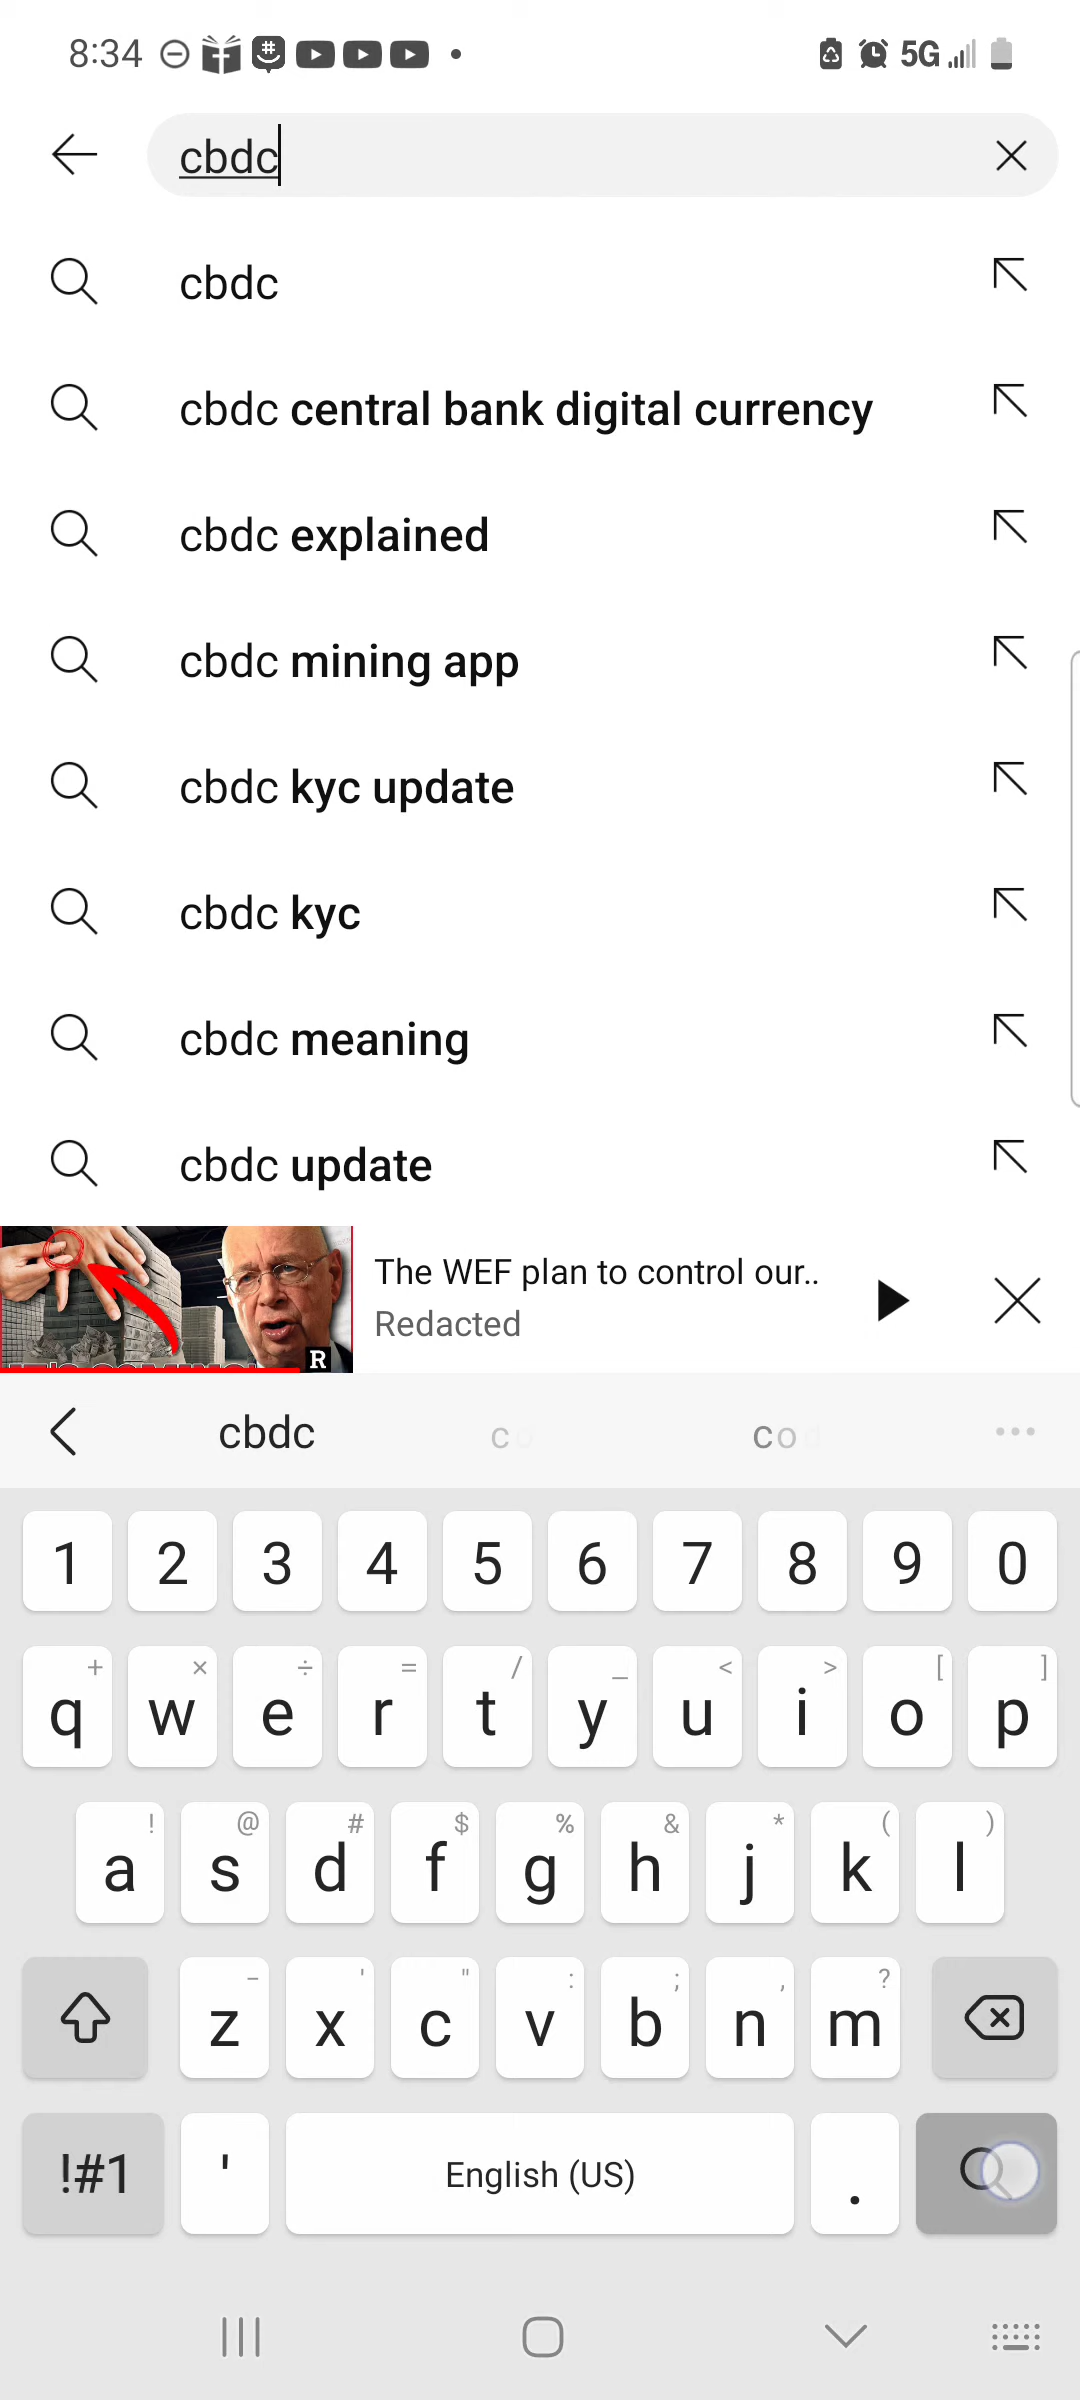 8:34 5G
cbdc
cbdc
cbdc central bank digital currency
cbdc explained
cbdc mining app
cbdc kyc update
cbdc kyc
cbdc meaning
cbdc update
The WEF plan to control our..
Redacted
R
cbdc
1 2 3 4 5 6 7 8 9 0
+ × ÷ = / _ < > [ ]
q w e r t y u i o p
! @ # $ % & * ( )
a s d f g h j k l
- ' " : ; , ?
z x c v b n m
!#1 ' English (US) .